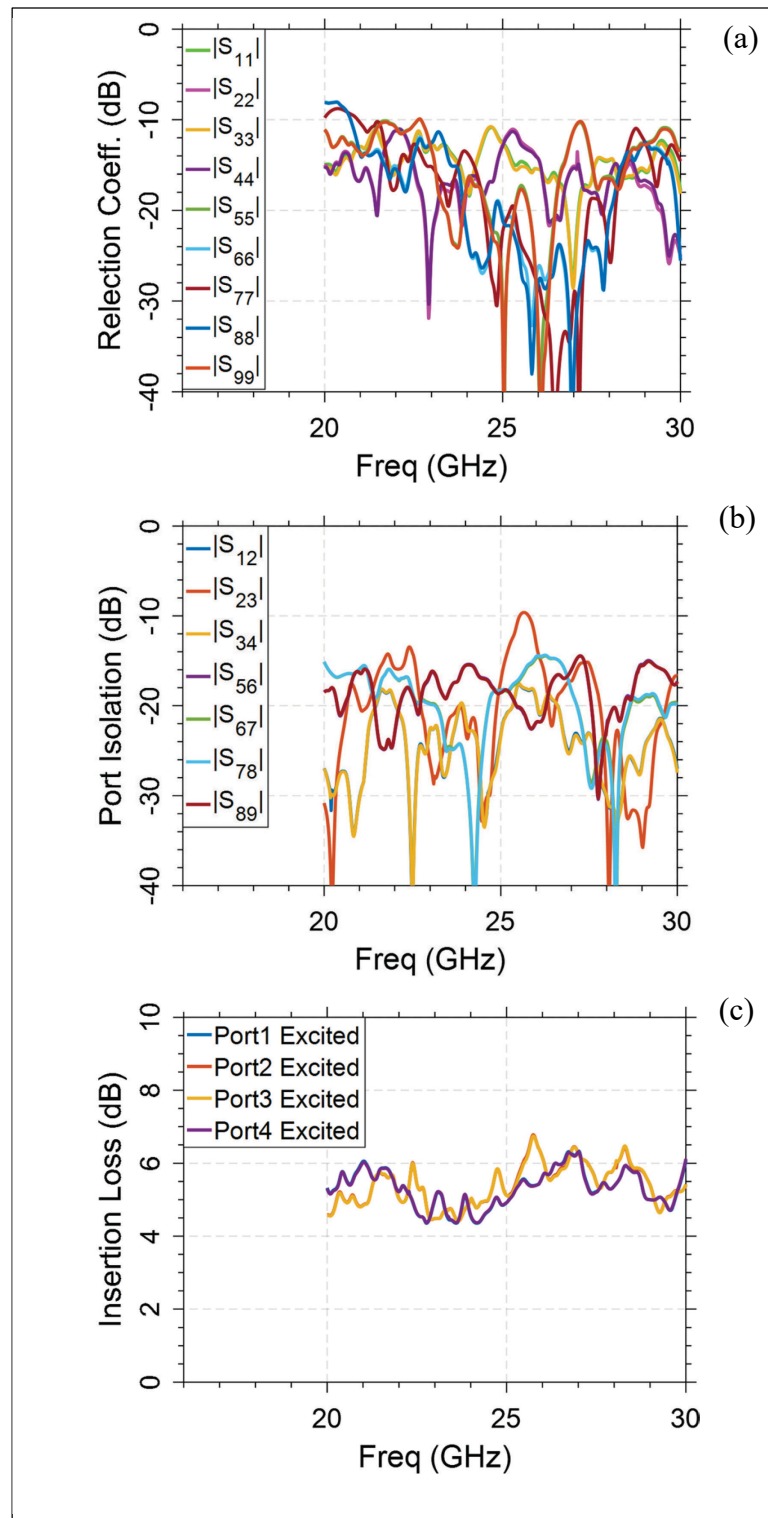 (a)
Relection Coeff. (dB)
0
-10
-20
-30
-40
|S11|
|S22|
|S33|
|S44|
|S55|
|S66|
|S77|
|S88|
|S99|
20
25
30
Freq (GHz)
(b)
Port Isolation (dB)
0
-10
-20
-30
-40
|S12|
|S23|
|S34|
|S56|
|S67|
|S78|
|S89|
20
25
30
Freq (GHz)
(c)
Insertion Loss (dB)
10
8
6
4
2
0
Port1 Excited
Port2 Excited
Port3 Excited
Port4 Excited
20
25
30
Freq (GHz)